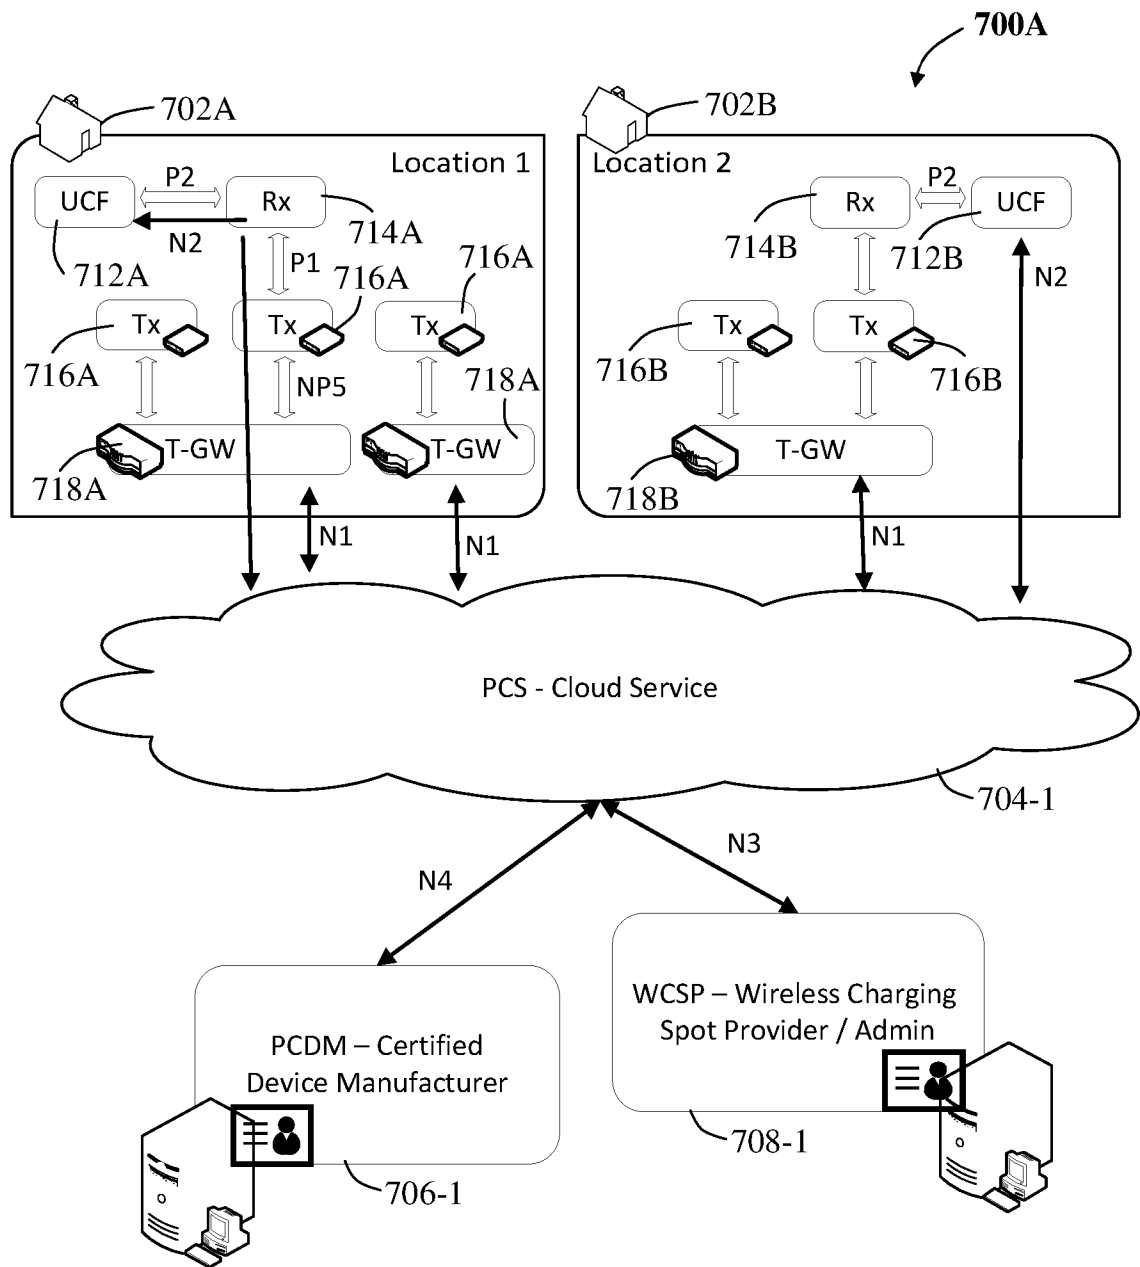 700A
702A
702B
Location 1
Location 2
UCF
P2
Rx
Rx
P2
UCF
N2
714A
714B
712B
712A
P1
716A
716A
N2
Tx
Tx
Tx
Tx
Tx
716A
NP5
718A
716B
716B
T-GW
T-GW
T-GW
718A
718B
N1
N1
N1
PCS - Cloud Service
704-1
N3
N4
WCSP – Wireless Charging
Spot Provider / Admin
PCDM – Certified
Device Manufacturer
708-1
706-1